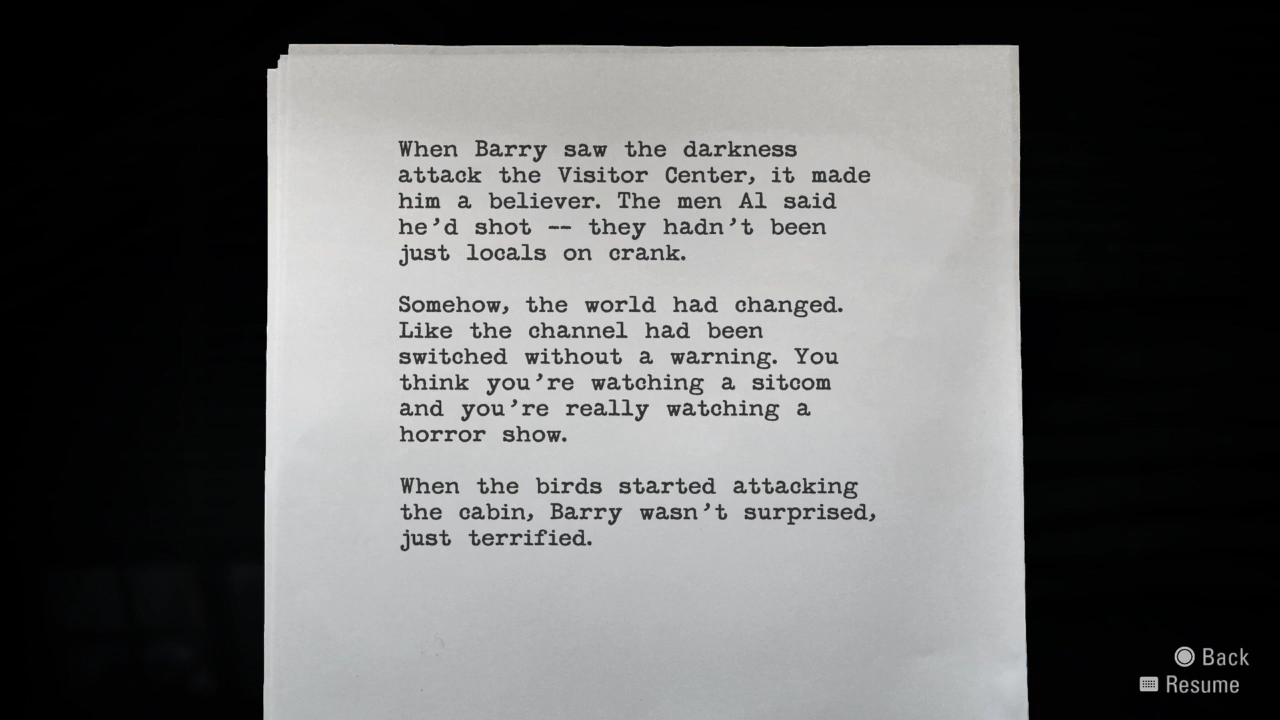 When Barry saw the darkness
attack the Visitor Center, it made
him a believer. The men Al said
he’d shot -- they hadn’t been
just locals on crank.
Somehow, the world had changed.
Like the channel had been
switched without a warning. You
think you’re watching a sitcom
and you’re really watching a
horror show.
When the birds started attacking
the cabin, Barry wasn’t surprised,
just terrified.
Back
Resume